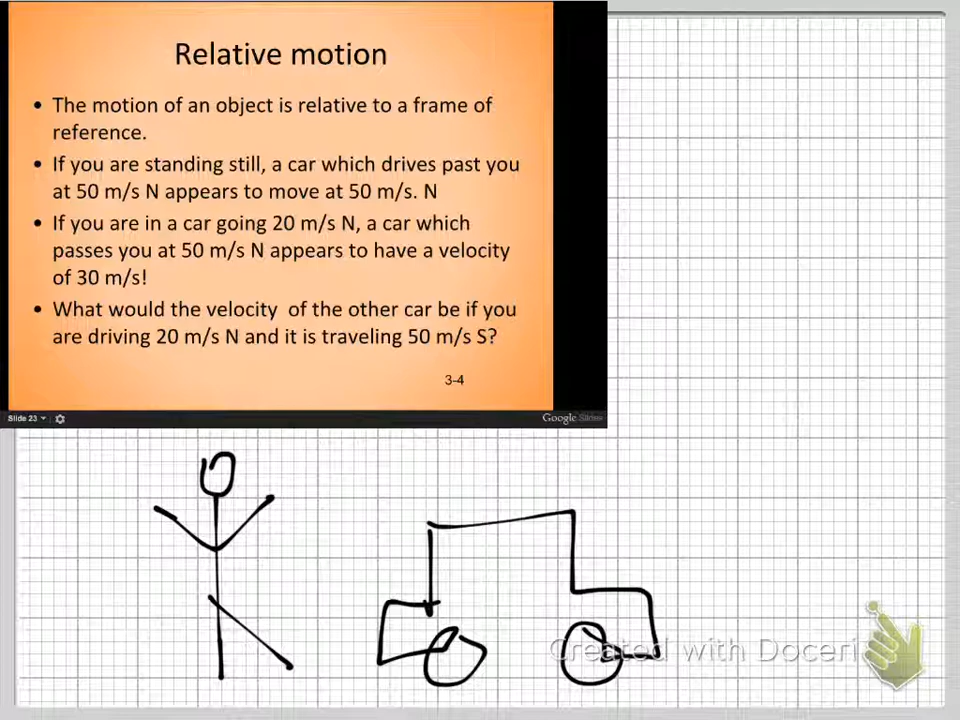 Relative motion
• The motion of an object is relative to a frame of
reference.
• If you are standing still, a car which drives past you
at 50 m/s N appears to move at 50 m/s. N
• If you are in a car going 20 m/s N, a car which
passes you at 50 m/s N appears to have a velocity
of 30 m/s!
• What would the velocity of the other car be if you
are driving 20 m/s N and it is traveling 50 m/s S?
3-4
Slide 23
Google Slides
Created with Doceri